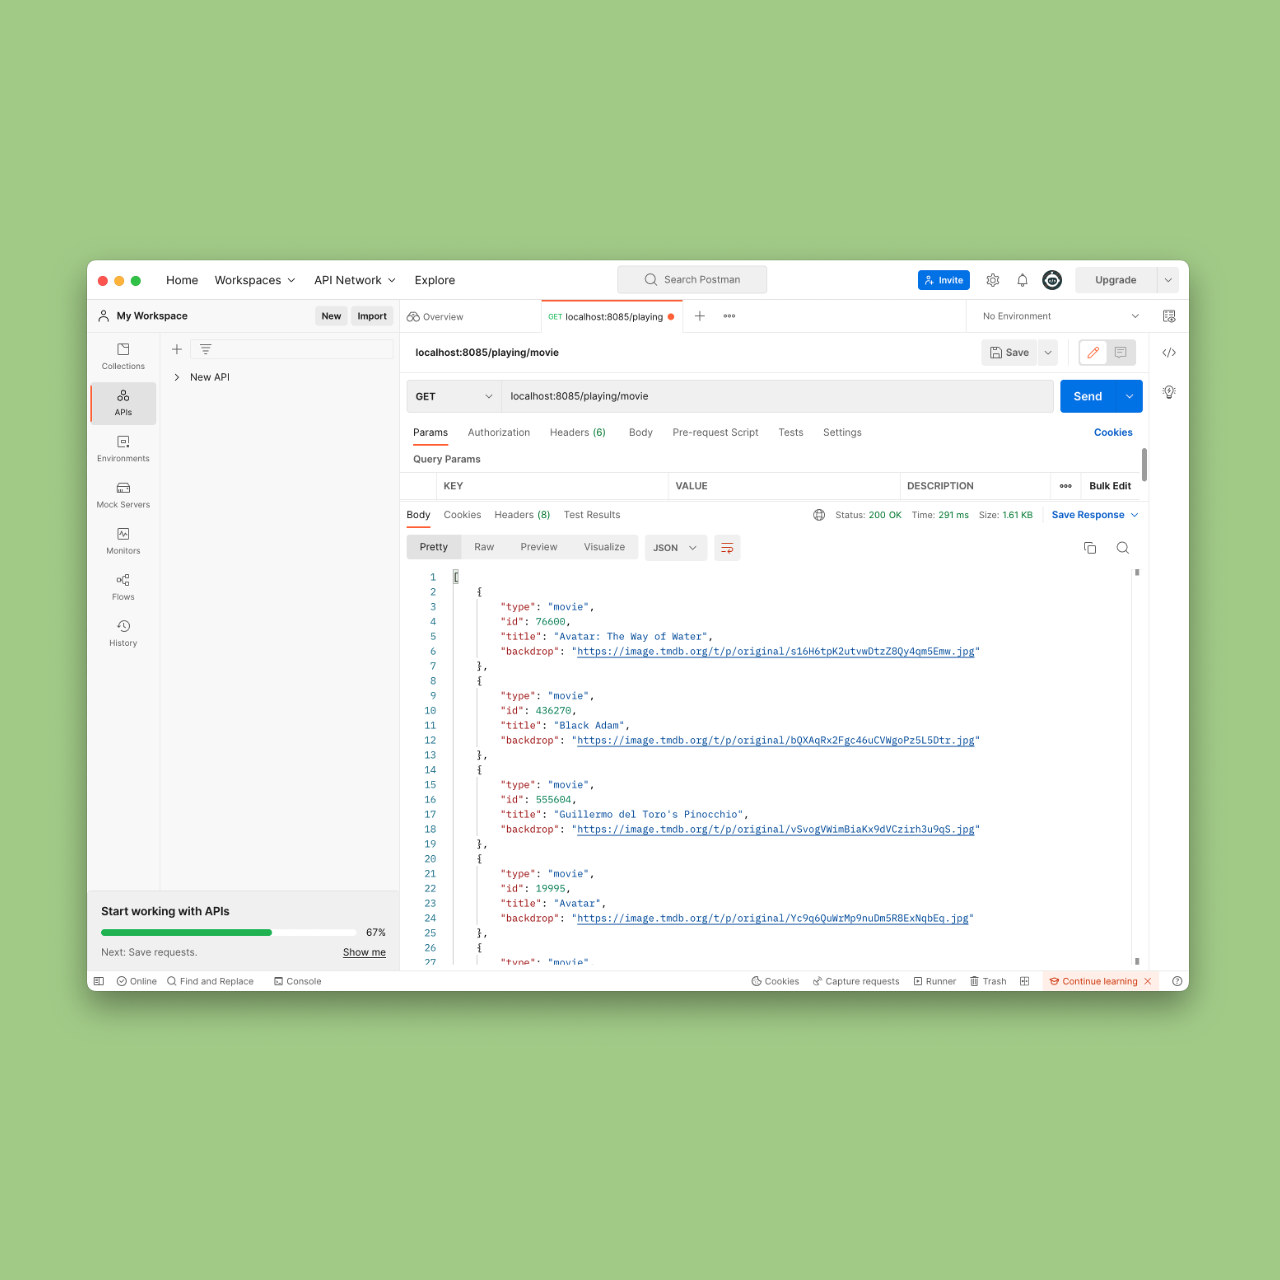 Home Workspaces API Network Explore Search Postman Invite Upgrade
My Workspace New Import Overview GET localhost:8085/playing No Environment
Collections
APIs
Environments
Mock Servers
Monitors
Flows
History
New API
localhost:8085/playing/movie Save
GET localhost:8085/playing/movie Send
Params Authorization Headers (6) Body Pre-request Script Tests Settings Cookies
Query Params
KEY VALUE DESCRIPTION Bulk Edit
Body Cookies Headers (8) Test Results Status: 200 OK Time: 291 ms Size: 1.61 KB Save Response
Pretty Raw Preview Visualize JSON
1 [
2 {
3 "type": "movie",
4 "id": 76600,
5 "title": "Avatar: The Way of Water",
6 "backdrop": "https://image.tmdb.org/t/p/original/s16H6tpK2utvwDtzZ8Qy4qm5Emw.jpg"
7 },
8 {
9 "type": "movie",
10 "id": 436270,
11 "title": "Black Adam",
12 "backdrop": "https://image.tmdb.org/t/p/original/bQXAqRx2Fgc46uCVWgoPz5L5Dtr.jpg"
13 },
14 {
15 "type": "movie",
16 "id": 555604,
17 "title": "Guillermo del Toro's Pinocchio",
18 "backdrop": "https://image.tmdb.org/t/p/original/vSvogVWimBiaKx9dVCzirh3u9qS.jpg"
19 },
20 {
21 "type": "movie",
22 "id": 19995,
23 "title": "Avatar",
24 "backdrop": "https://image.tmdb.org/t/p/original/Yc9q6QuWrMp9nuDm5R8ExNqbEq.jpg"
25 },
26 {
27 "type": "movie",
Start working with APIs
67%
Next: Save requests. Show me
Online Find and Replace Console Cookies Capture requests Runner Trash Continue learning